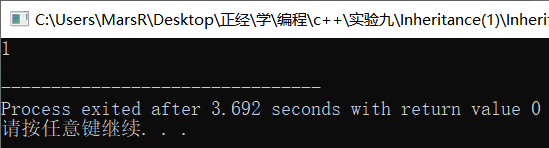 C:\Users\MarsR\Desktop\正经\学\编程\c++\实验九\Inheritance(1)\Inherit
1
--------------------------------
Process exited after 3.692 seconds with return value 0
请按任意键继续. . .